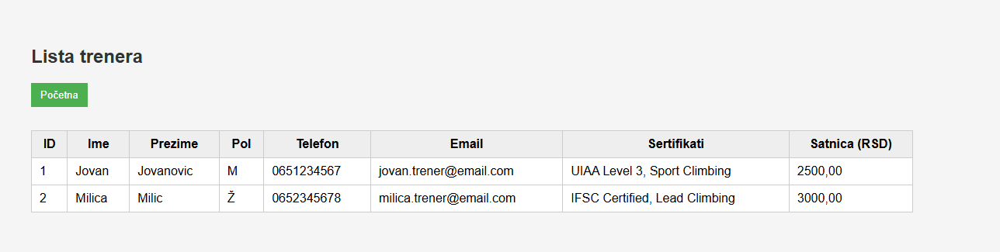 Lista trenera
Početna
ID Ime Prezime Pol Telefon Email Sertifikati Satnica (RSD)
1 Jovan Jovanovic M 0651234567 jovan.trener@email.com UIAA Level 3, Sport Climbing 2500,00
2 Milica Milic Ž 0652345678 milica.trener@email.com IFSC Certified, Lead Climbing 3000,00